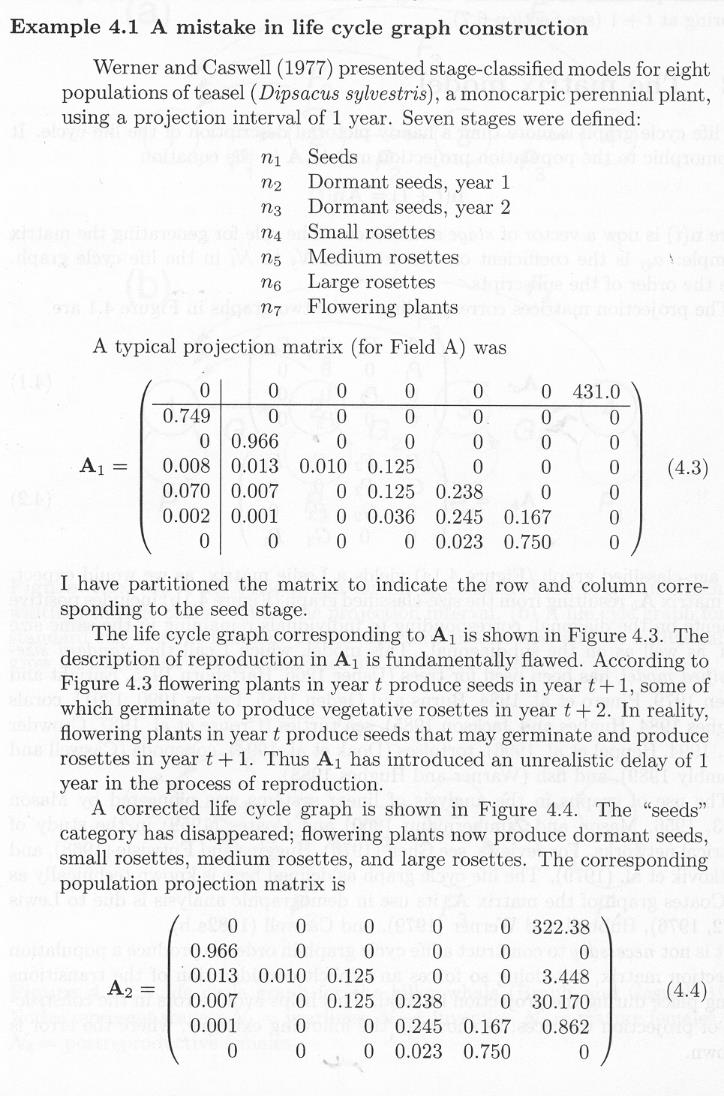 Example 4.1 A mistake in life cycle graph construction
Werner and Caswell (1977) presented stage-classified models for eight
populations of teasel (Dipsacus sylvestris), a monocarpic perennial plant,
using a projection interval of 1 year. Seven stages were defined:
n1 Seeds
n2 Dormant seeds, year 1
n3 Dormant seeds, year 2
n4 Small rosettes
n5 Medium rosettes
n6 Large rosettes
n7 Flowering plants
A typical projection matrix (for Field A) was
0 0 0 0 0 0 431.0
0.749 0 0 0 0 0 0
0 0.966 0 0 0 0 0
A1 = 0.008 0.013 0.010 0.125 0 0 0 (4.3)
0.070 0.007 0 0.125 0.238 0 0
0.002 0.001 0 0.036 0.245 0.167 0
0 0 0 0 0.023 0.750 0
I have partitioned the matrix to indicate the row and column corre-
sponding to the seed stage.
The life cycle graph corresponding to A1 is shown in Figure 4.3. The
description of reproduction in A1 is fundamentally flawed. According to
Figure 4.3 flowering plants in year t produce seeds in year t + 1, some of
which germinate to produce vegetative rosettes in year t + 2. In reality,
flowering plants in year t produce seeds that may germinate and produce
rosettes in year t + 1. Thus A1 has introduced an unrealistic delay of 1
year in the process of reproduction.
A corrected life cycle graph is shown in Figure 4.4. The “seeds”
category has disappeared; flowering plants now produce dormant seeds,
small rosettes, medium rosettes, and large rosettes. The corresponding
population projection matrix is
0 0 0 0 0 322.38
0.966 0 0 0 0 0
A2 = 0.013 0.010 0.125 0 0 3.448 (4.4)
0.007 0 0.125 0.238 0 30.170
0.001 0 0 0.245 0.167 0.862
0 0 0 0.023 0.750 0